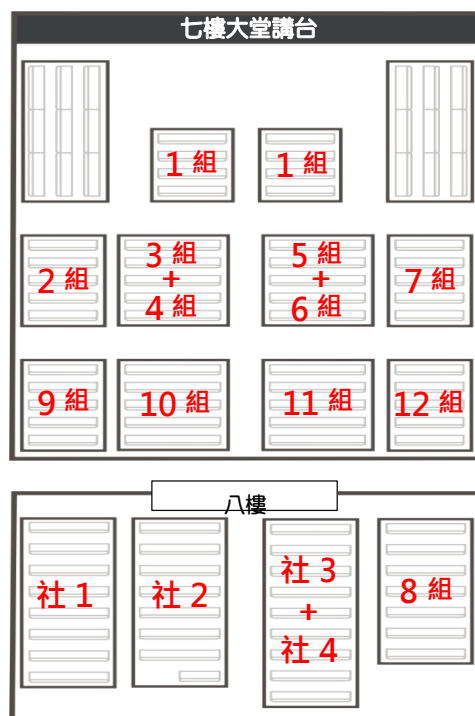 七樓大堂講台
1 組 1 組
3 組 5 組
2 組 + + 7 組
4 組 6 組
9 組 10 組 11 組 12 組
八樓
社 3
社 1 社 2 + 8 組
社 4